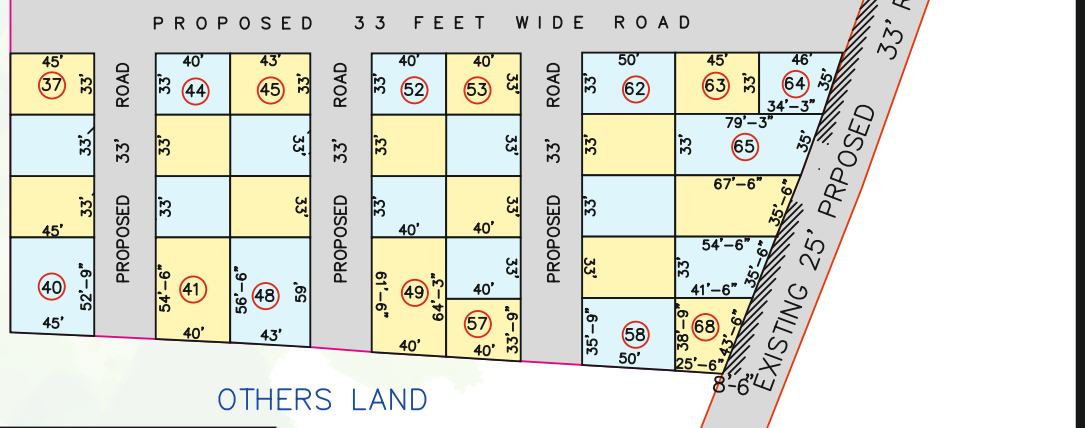 PROPOSED 33 FEET WIDE ROAD
33' R
45' 40' 43' 40' 40' 50' 45' 46'
37 33' 33' 44 45 33' 33' 52 53 33' 33' 62 63 33' 64 35'
34'-3"
ROAD ROAD ROAD
79'-3"
33' 33' 33' 33' 33' 33' 33' 65 35'
33' 33' 33'
67'-6"
33' 33' 33' 33' 33' 33' 35'-6"
45' 40' 40'
PROPOSED PROPOSED PROPOSED
54'-6"
33' 33' 33' 35'-6"
40' 41'-6"
40 52'-9" 54'-6" 41 56'-6" 48 59' 61'-6" 49 64'-3"
57 33'-9" 35'-9" 58 38'-9" 68 43'-6"
45' 40' 43' 40' 40' 50' 25'-6"
8'-6"
EXISTING 25' PRPOSED
OTHERS LAND